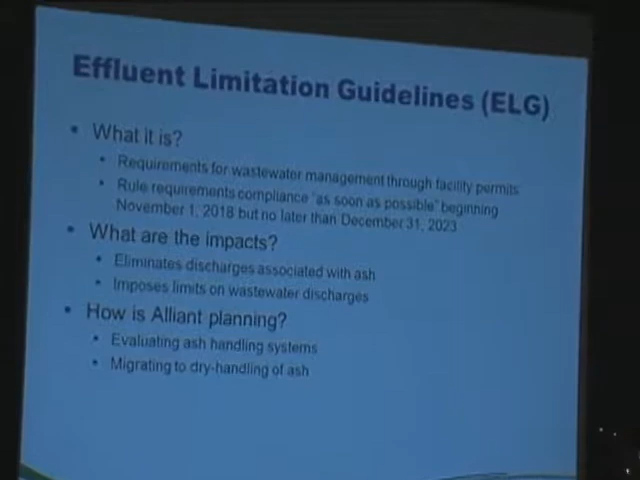 Effluent Limitation Guidelines (ELG)
• What it is?
• Requirements for wastewater management through facility permits
• Rule requirements compliance "as soon as possible" beginning
November 1, 2018 but no later than December 31, 2023
• What are the impacts?
• Eliminates discharges associated with ash
• Imposes limits on wastewater discharges
• How is Alliant planning?
• Evaluating ash handling systems
• Migrating to dry-handling of ash